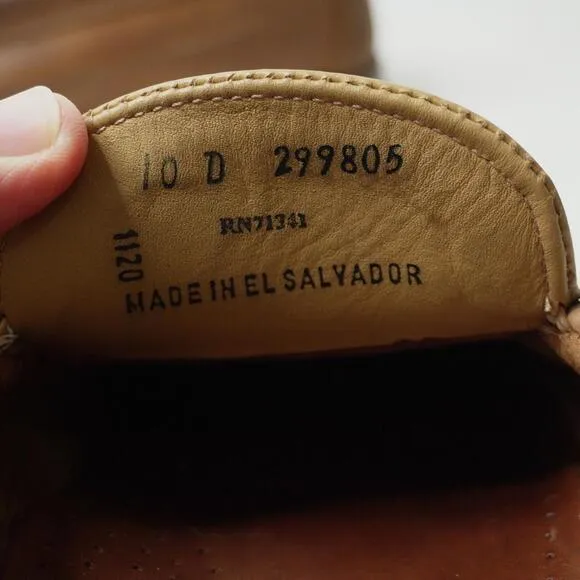 10 D 299805
RN71341
1120
MADE IN EL SALVADOR